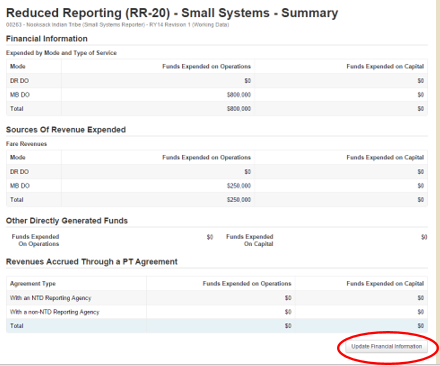 Reduced Reporting (RR-20) - Small Systems - Summary
00283 - Nooksack Indian Tribe (Small Systems Reporter) - RY14 Revision 1 (Working Data)
Financial Information
Expended by Mode and Type of Service
Mode Funds Expended on Operations Funds Expended on Capital
DR DO $0 $0
MB DO $800,000 $0
Total $800,000 $0
Sources Of Revenue Expended
Fare Revenues
Mode Funds Expended on Operations Funds Expended on Capital
DR DO $0 $0
MB DO $250,000 $0
Total $250,000 $0
Other Directly Generated Funds
Funds Expended On Operations $0 Funds Expended On Capital $0
Revenues Accrued Through a PT Agreement
Agreement Type Funds Expended on Operations Funds Expended on Capital
With an NTD Reporting Agency $0 $0
With a non-NTD Reporting Agency $0 $0
Total $0 $0
Update Financial Information